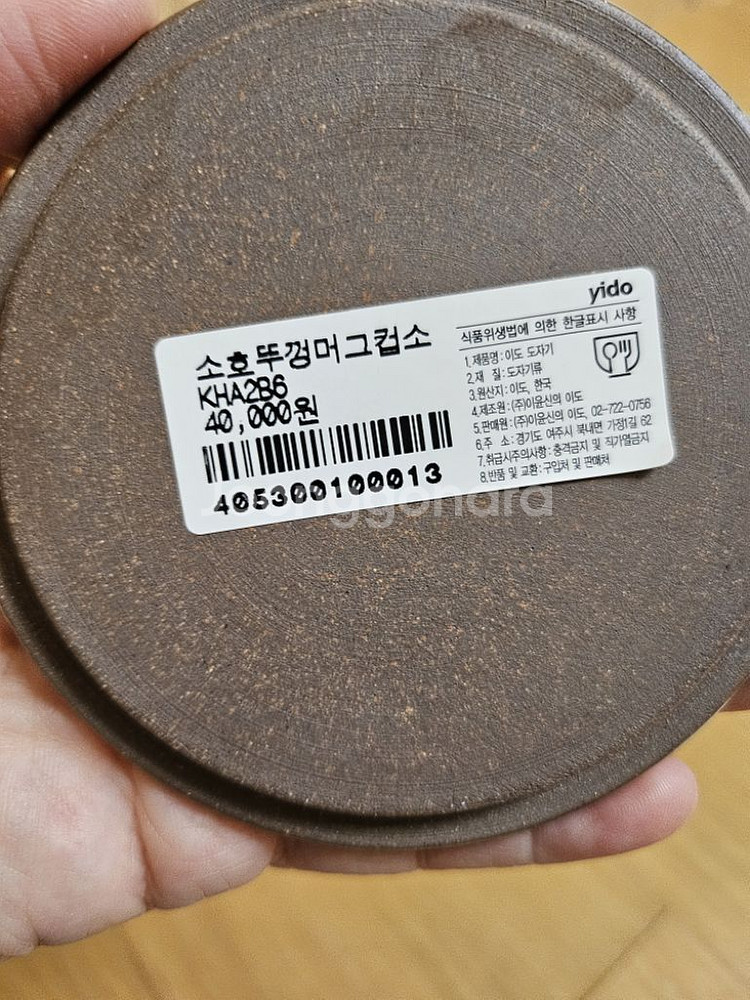 소호뚜껑머그컵소
KHA2B6
40,000원
405300100013
yido
식품위생법에 의한 한글표시 사항
1.제품명:이도 도자기
2.재 질:도자기류
3.원산지:이도, 한국
4.제조원:(주)이윤신의 이도
5.판매원:(주)이윤신의 이도, 02-722-0756
6.주 소:경기도 여주시 북내면 가정1길 62
7.취급시주의사항:충격금지 및 직가열금지
8.반품 및 교환:구입처 및 판매처